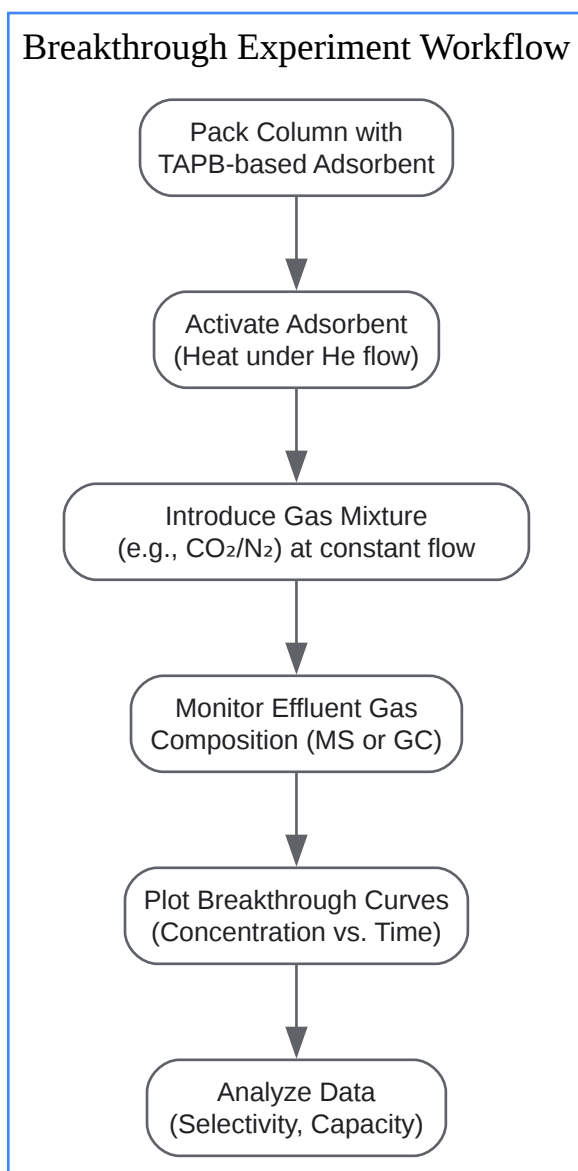 Breakthrough Experiment Workflow
Pack Column with
TAPB-based Adsorbent
Activate Adsorbent
(Heat under He flow)
Introduce Gas Mixture
(e.g., CO₂/N₂) at constant flow
Monitor Effluent Gas
Composition (MS or GC)
Plot Breakthrough Curves
(Concentration vs. Time)
Analyze Data
(Selectivity, Capacity)